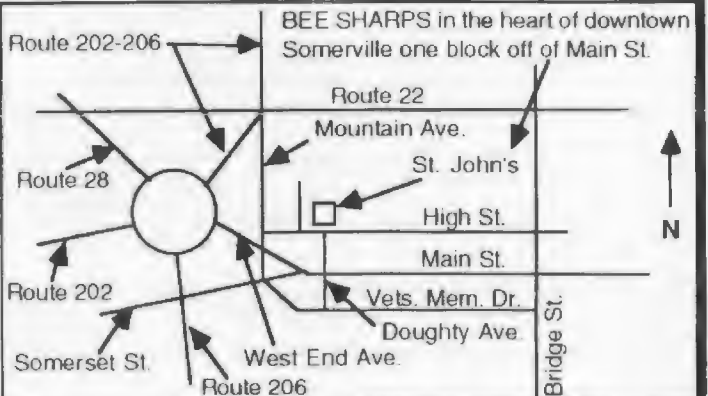 BEE SHARPS in the heart of downtown
Somerville one block off of Main St.
Route 202-206
Route 22
Mountain Ave.
St. John's
Route 28
High St.
N
Main St.
Route 202
Vets. Mem. Dr.
Doughty Ave.
Somerset St.
West End Ave.
Route 206
Bridge St.